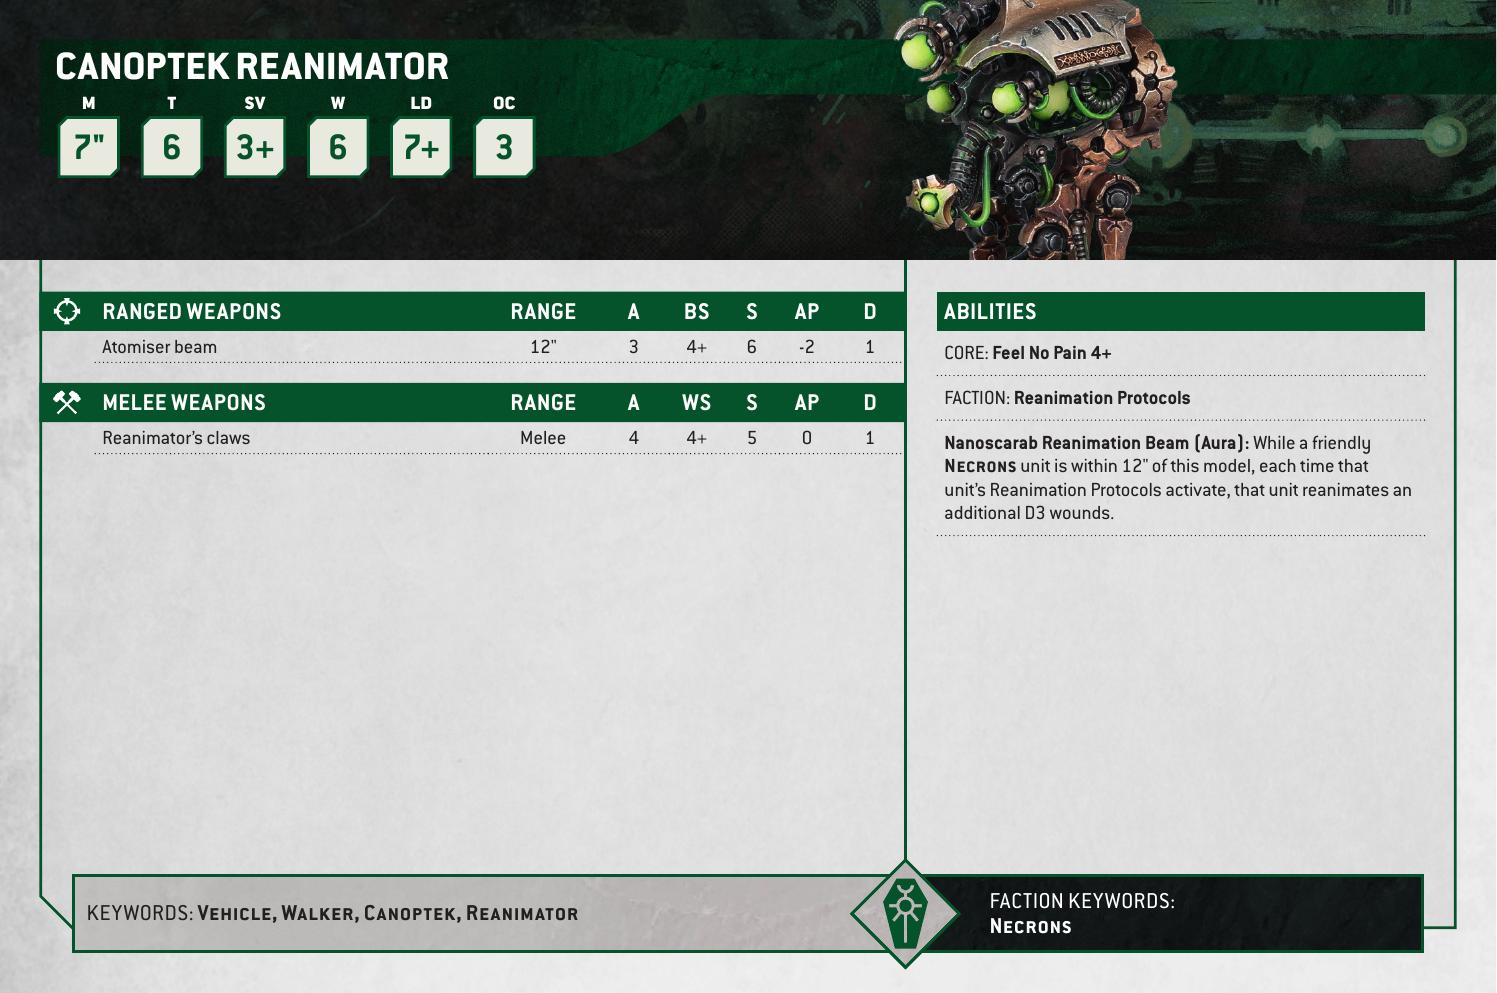 CANOPTEK REANIMATOR
M T SV W LD OC
7" 6 3+ 6 7+ 3
RANGED WEAPONS RANGE A BS S AP D
Atomiser beam 12" 3 4+ 6 -2 1
MELEE WEAPONS RANGE A WS S AP D
Reanimator’s claws Melee 4 4+ 5 0 1
ABILITIES
CORE: Feel No Pain 4+
FACTION: Reanimation Protocols
Nanoscarab Reanimation Beam (Aura): While a friendly
NECRONS unit is within 12" of this model, each time that
unit’s Reanimation Protocols activate, that unit reanimates an
additional D3 wounds.
KEYWORDS: VEHICLE, WALKER, CANOPTEK, REANIMATOR
FACTION KEYWORDS:
NECRONS